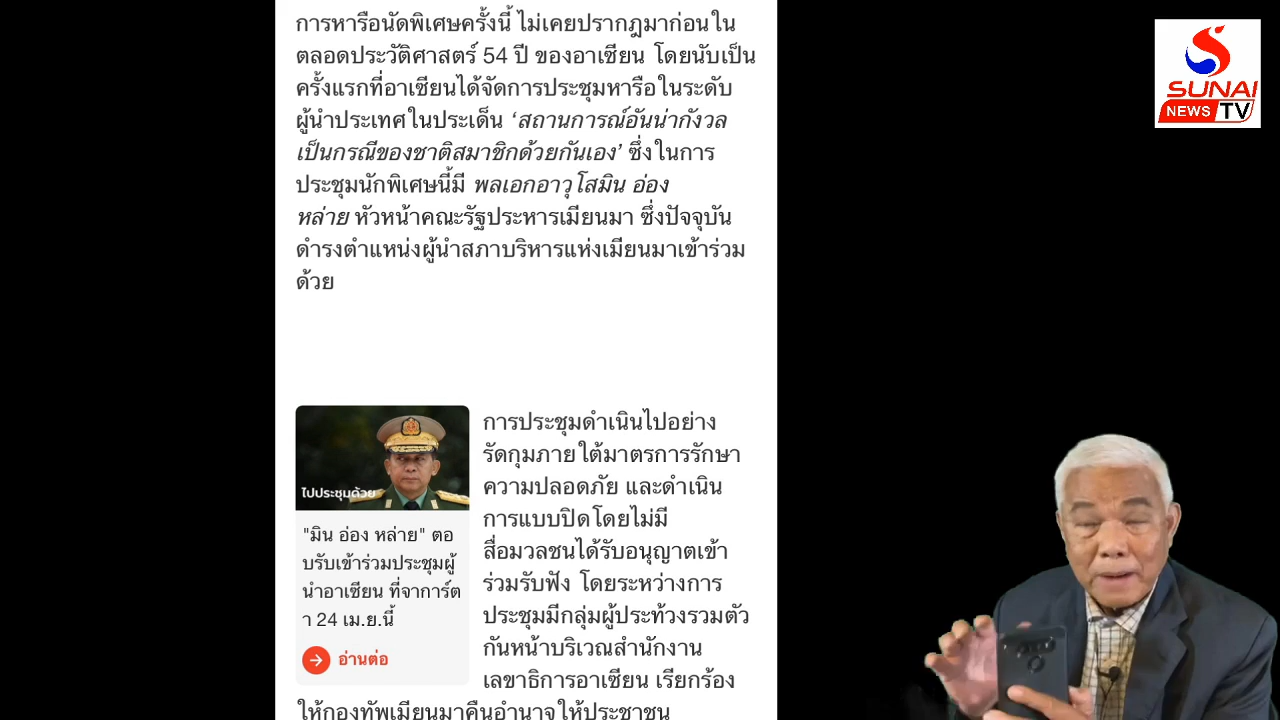 การหารือนัดพิเศษครั้งนี้ ไม่เคยปรากฎมาก่อนใน
ตลอดประวัติศาสตร์ 54 ปี ของอาเซียน โดยนับเป็น
ครั้งแรกที่อาเซียนได้จัดการประชุมหารือในระดับ
ผู้นำประเทศในประเด็น ‘สถานการณ์อันน่ากังวล
เป็นกรณีของชาติสมาชิกด้วยกันเอง’ ซึ่งในการ
ประชุมนักพิเศษนี้มี พลเอกอาวุโสมิน อ่อง
หล่าย หัวหน้าคณะรัฐประหารเมียนมา ซึ่งปัจจุบัน
ดำรงตำแหน่งผู้นำสภาบริหารแห่งเมียนมาเข้าร่วม
ด้วย
ไปประชุมด้วย
"มิน อ่อง หล่าย" ตอ
บรับเข้าร่วมประชุมผู้
นำอาเซียน ที่จาการ์ต
า 24 เม.ย.นี้
อ่านต่อ
การประชุมดำเนินไปอย่าง
รัดกุมภายใต้มาตรการรักษา
ความปลอดภัย และดำเนิน
การแบบปิดโดยไม่มี
สื่อมวลชนได้รับอนุญาตเข้า
ร่วมรับฟัง โดยระหว่างการ
ประชุมมีกลุ่มผู้ประท้วงรวมตัว
กันหน้าบริเวณสำนักงาน
เลขาธิการอาเซียน เรียกร้อง
ให้กองทัพเมียนมาคืนอำนาจให้ประชาชน
SUNAI
NEWS TV